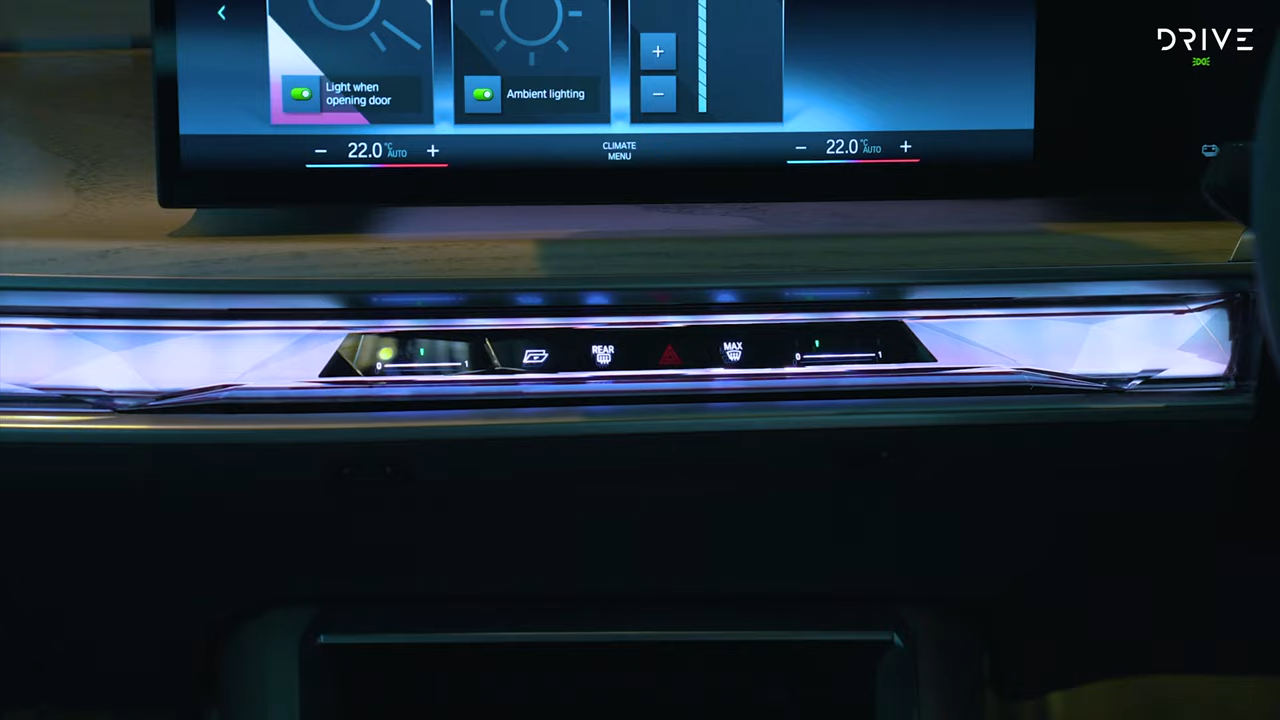 DRIVE
Light when
opening door
Ambient lighting
+
−
− 22.0 °C AUTO +
CLIMATE
MENU
− 22.0 °C AUTO +
0 1
REAR
MAX
0 1